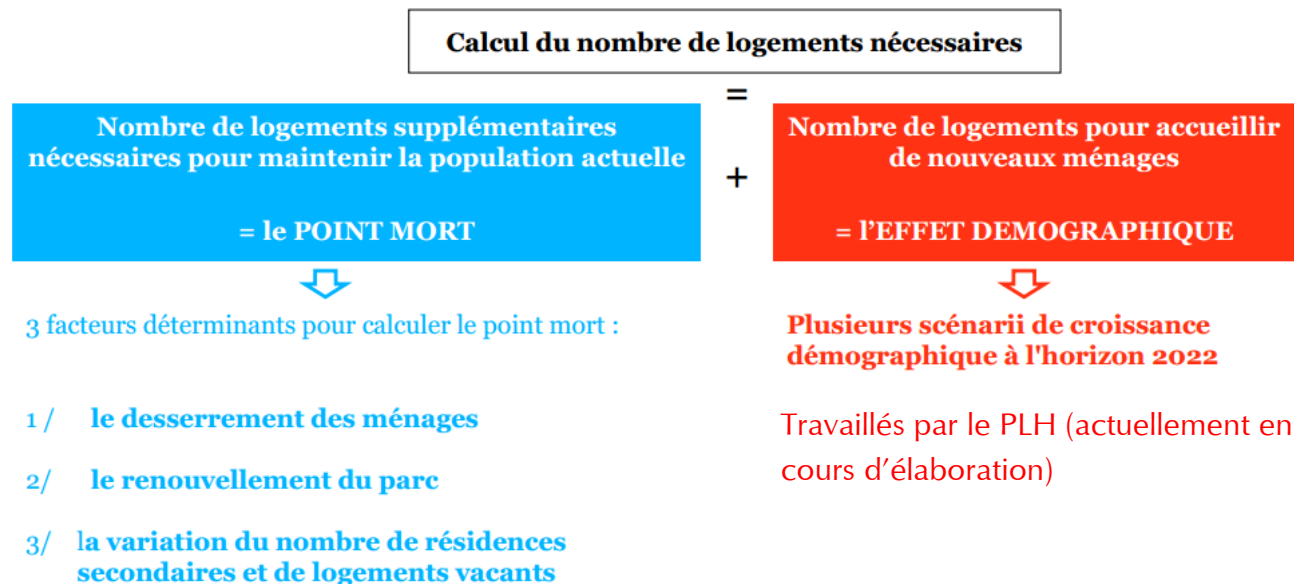 Calcul du nombre de logements nécessaires
=
Nombre de logements supplémentaires
nécessaires pour maintenir la population actuelle
= le POINT MORT
+
Nombre de logements pour accueillir
de nouveaux ménages
= l’EFFET DEMOGRAPHIQUE
3 facteurs déterminants pour calculer le point mort :
1 / le desserrement des ménages
2/ le renouvellement du parc
3/ la variation du nombre de résidences
secondaires et de logements vacants
Plusieurs scénarii de croissance
démographique à l'horizon 2022
Travaillés par le PLH (actuellement en
cours d’élaboration)